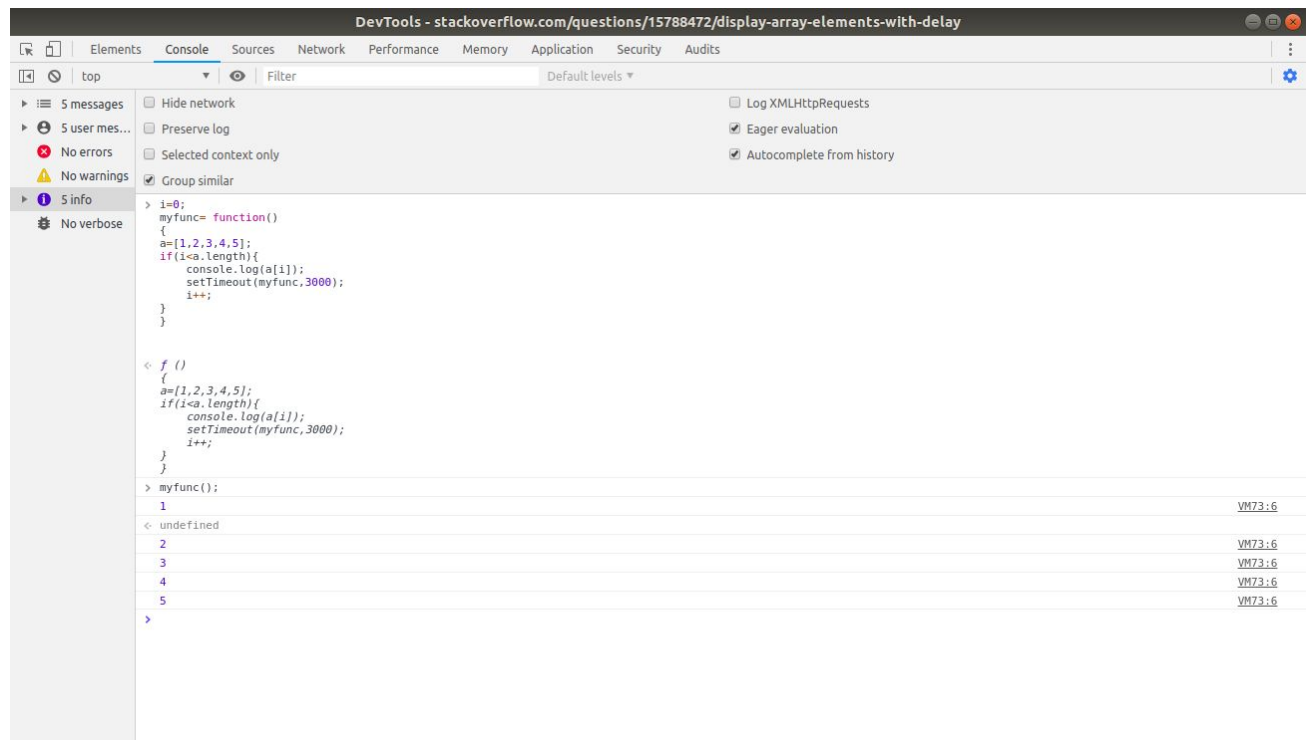 DevTools - stackoverflow.com/questions/15788472/display-array-elements-with-delay
Elements Console Sources Network Performance Memory Application Security Audits
top Filter Default levels ▼
5 messages
5 user mes...
No errors
No warnings
5 info
No verbose
Hide network
Log XMLHttpRequests
Preserve log
Eager evaluation
Selected context only
Autocomplete from history
Group similar
> i=0;
myfunc= function()
{
a=[1,2,3,4,5];
if(i<a.length){
    console.log(a[i]);
    setTimeout(myfunc,3000);
    i++;
}
}
f ()
{
a=[1,2,3,4,5];
if(i<a.length){
    console.log(a[i]);
    setTimeout(myfunc,3000);
    i++;
}
}
> myfunc();
1 VM73:6
undefined
2 VM73:6
3 VM73:6
4 VM73:6
5 VM73:6
>